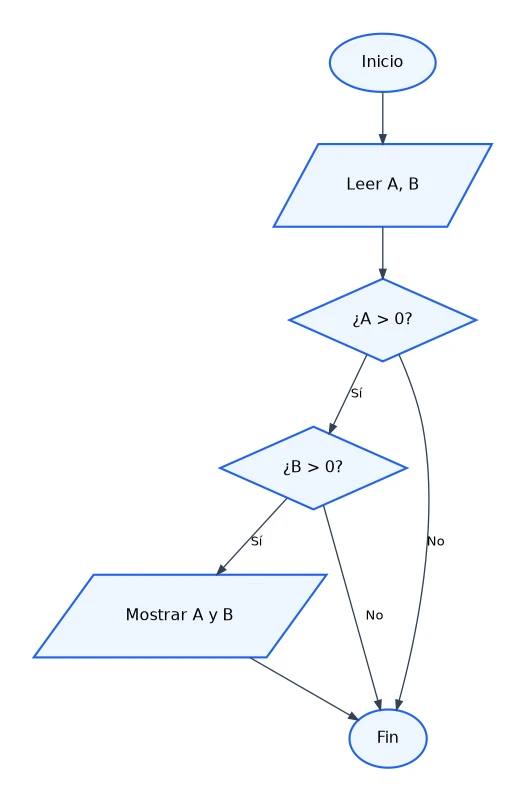 Inicio
Leer A, B
¿A > 0?
Sí
¿B > 0?
Sí
No
Mostrar A y B
No
Fin